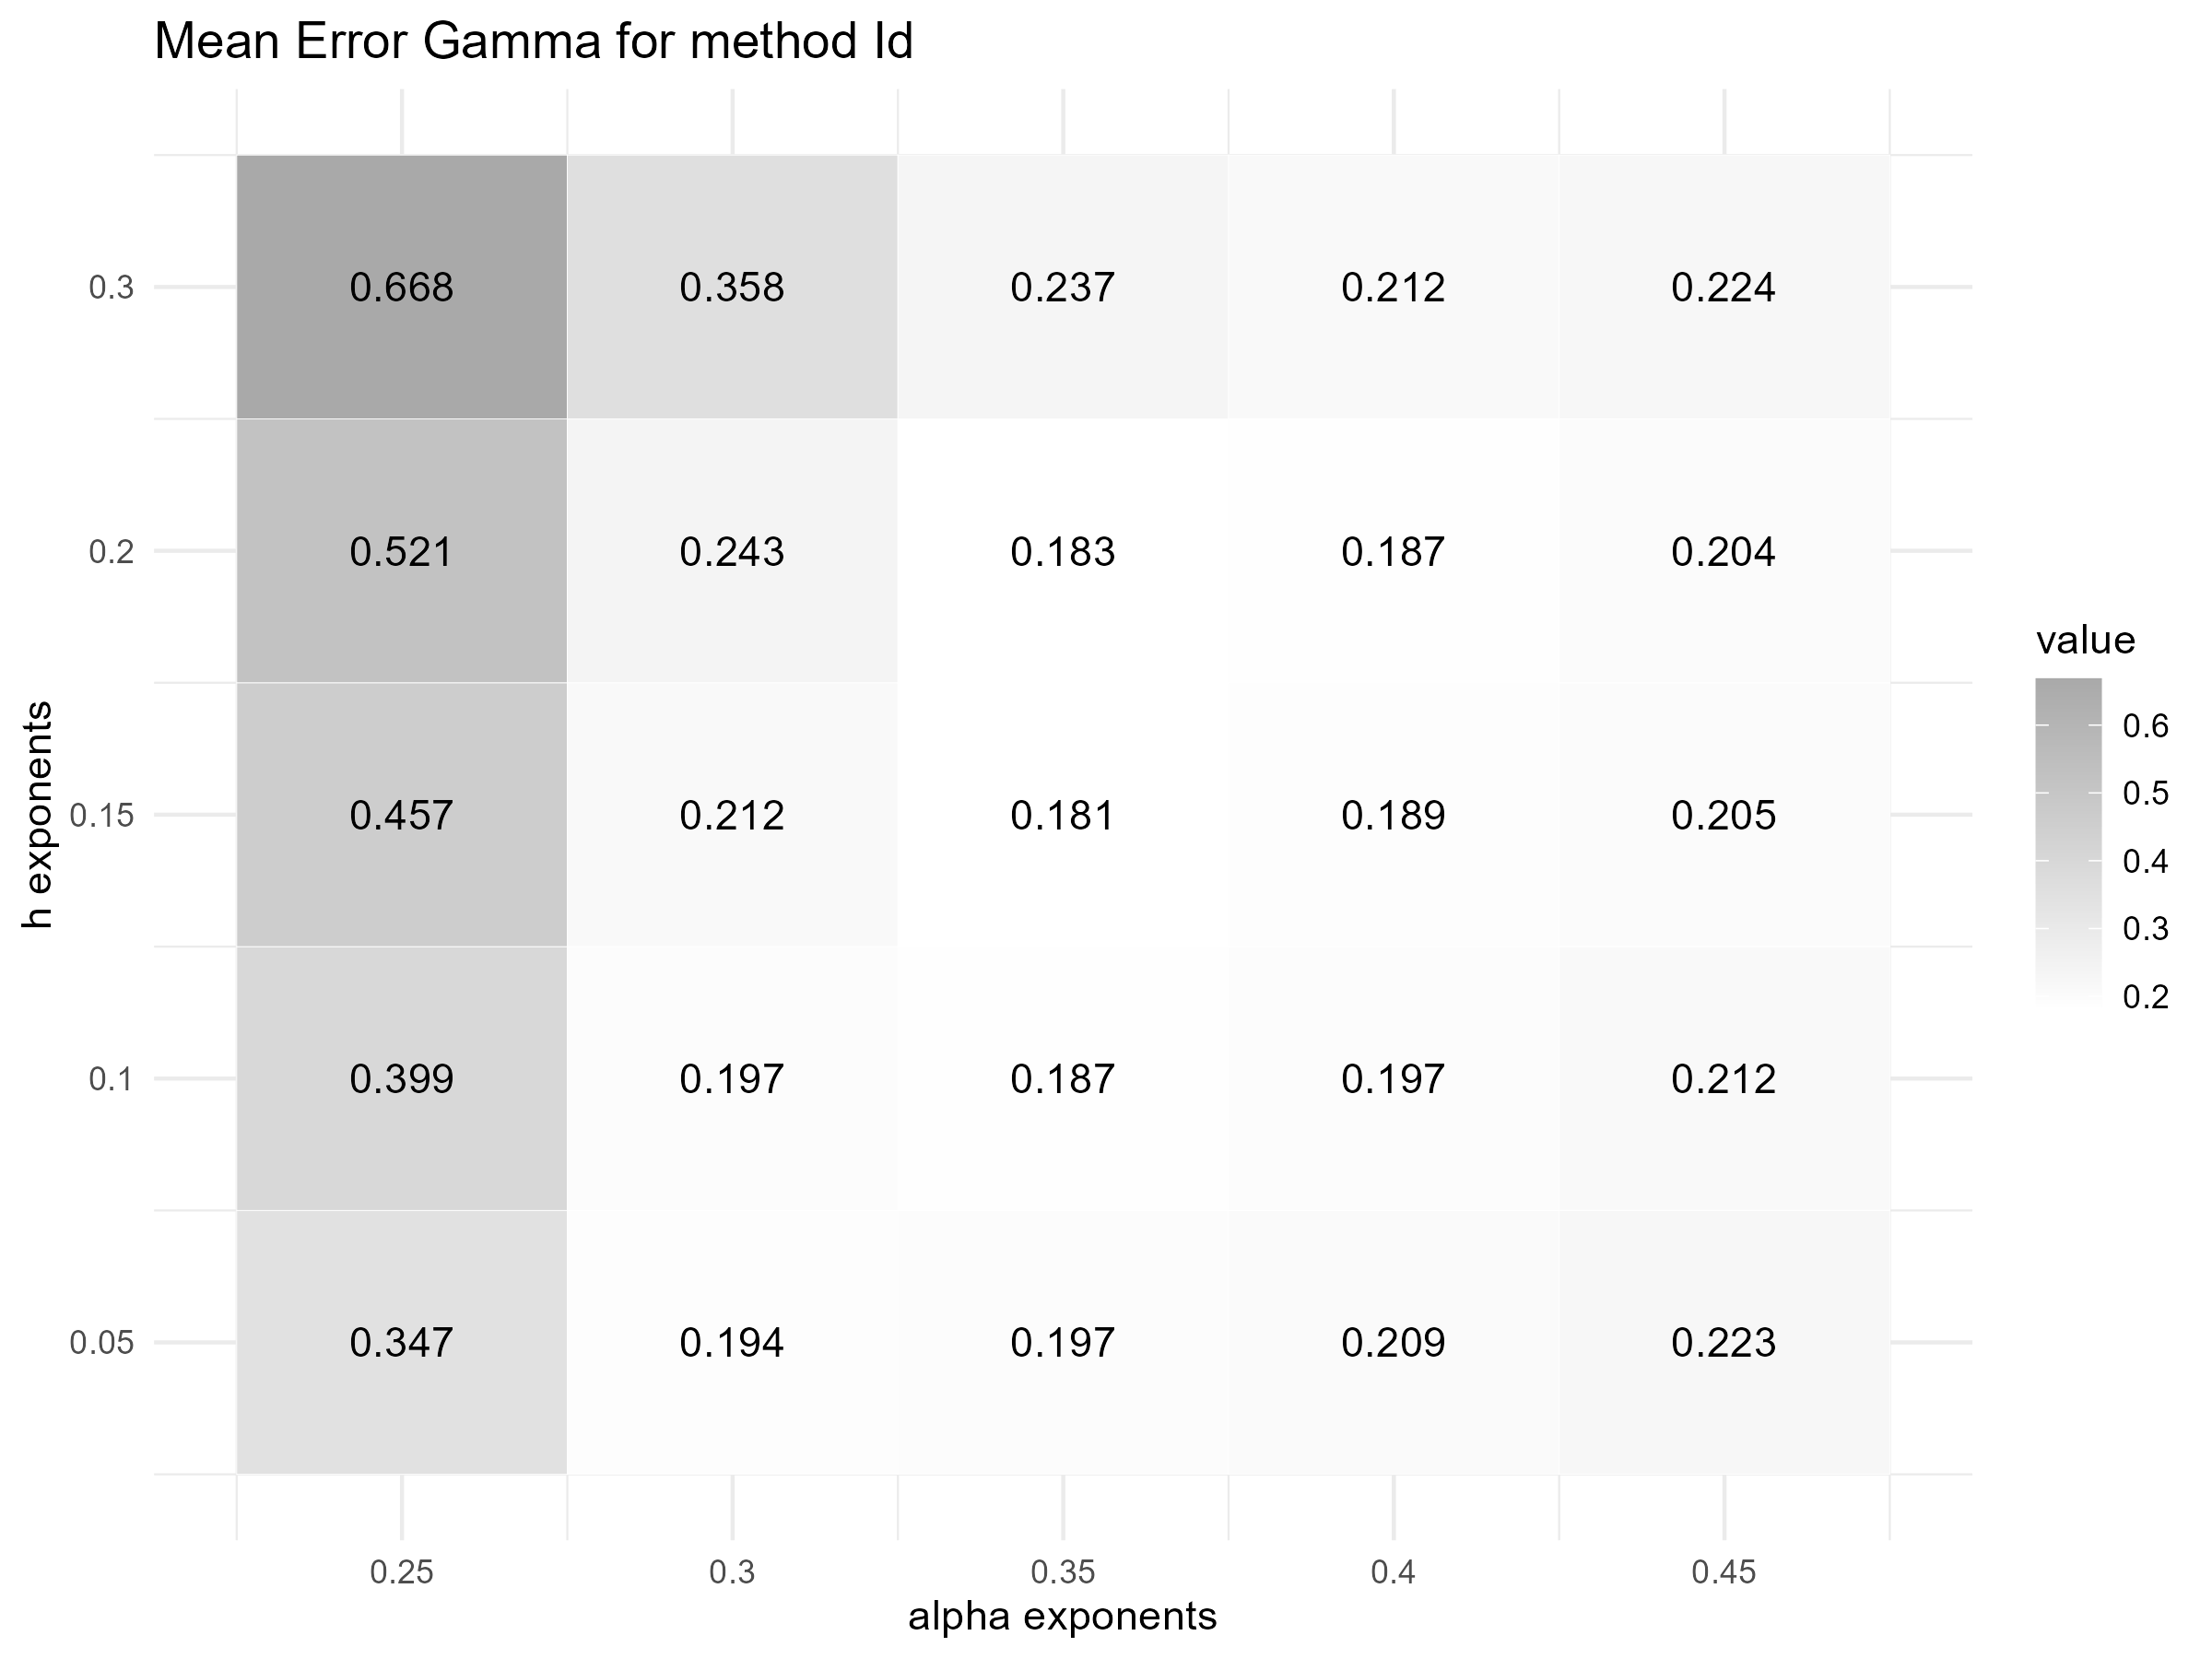 Mean Error Gamma for method Id
0.3
0.668 0.358 0.237 0.212 0.224
0.2
0.521 0.243 0.183 0.187 0.204
0.15
0.457 0.212 0.181 0.189 0.205
0.1
0.399 0.197 0.187 0.197 0.212
0.05
0.347 0.194 0.197 0.209 0.223
h exponents
0.25 0.3 0.35 0.4 0.45
alpha exponents
value
0.6
0.5
0.4
0.3
0.2